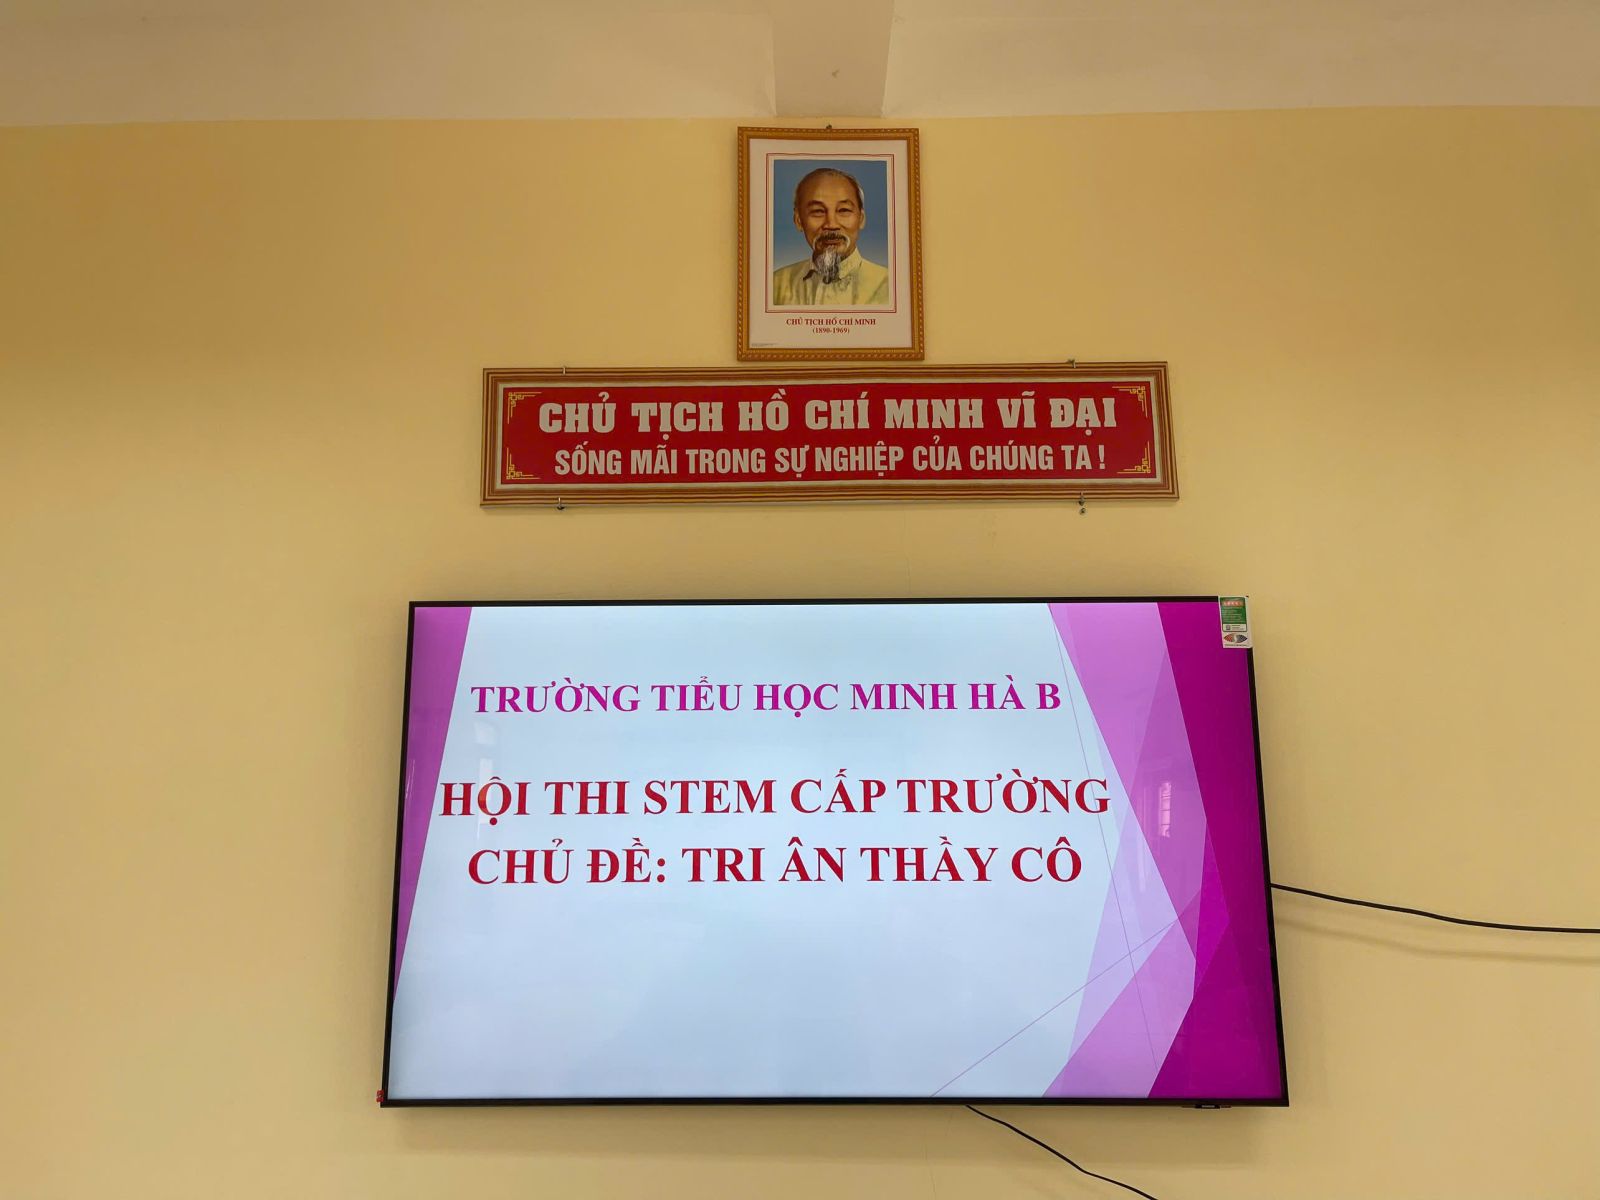 CHỦ TỊCH HỒ CHÍ MINH
(1890-1969)
CHỦ TỊCH HỒ CHÍ MINH VĨ ĐẠI
SỐNG MÃI TRONG SỰ NGHIỆP CỦA CHÚNG TA !
TRƯỜNG TIỂU HỌC MINH HÀ B
HỘI THI STEM CẤP TRƯỜNG
CHỦ ĐỀ: TRI ÂN THẦY CÔ